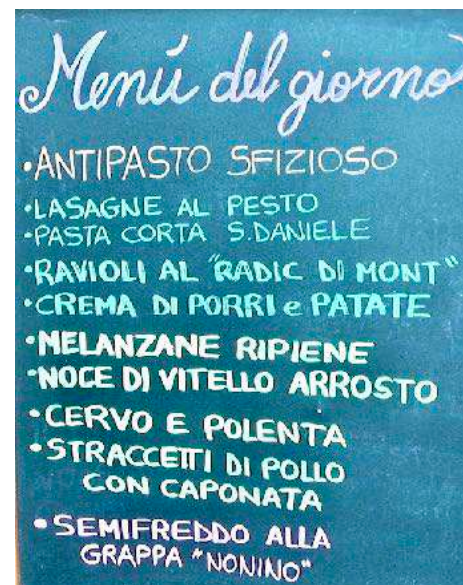 Menú del giorno
•ANTIPASTO SFIZIOSO
•LASAGNE AL PESTO
•PASTA CORTA S.DANIELE
•RAVIOLI AL "RADIC DI MONT"
•CREMA DI PORRI e PATATE
•MELANZANE RIPIENE
•NOCE DI VITELLO ARROSTO
•CERVO E POLENTA
•STRACCETTI DI POLLO
CON CAPONATA
•SEMIFREDDO ALLA
GRAPPA "NONINO"